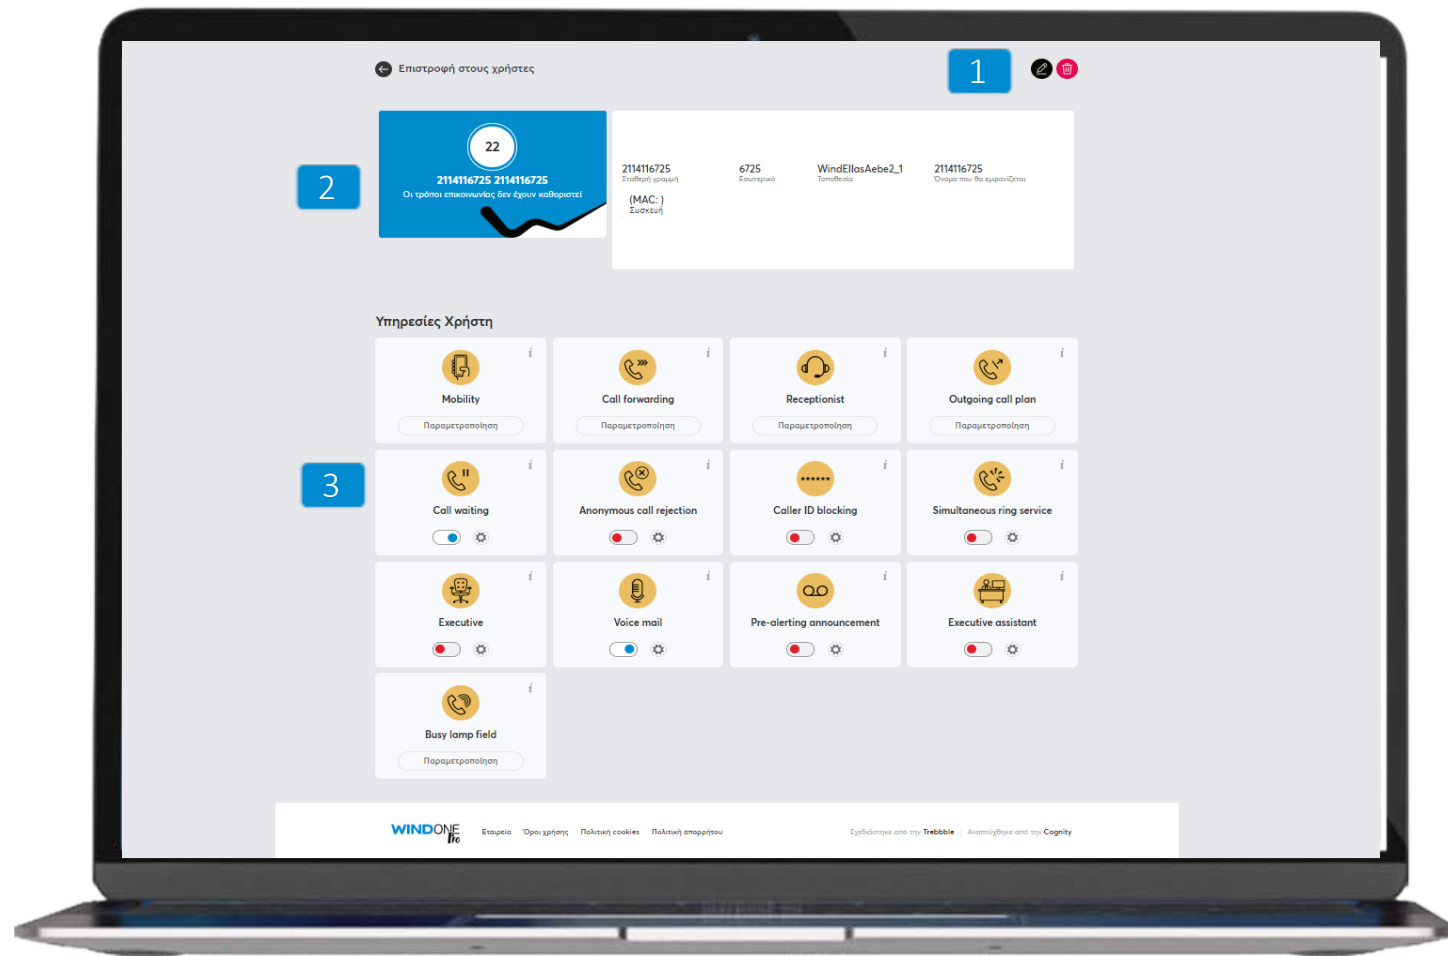 Επιστροφή στους χρήστες
1
2
22
2114116725 2114116725
Οι τρόποι επικοινωνίας δεν έχουν καθοριστεί
2114116725
Σταθερή γραμμή
6725
Εσωτερικό
WindEllasAebe2_1
Τοποθεσία
2114116725
Όνομα που θα εμφανίζεται
(MAC: )
Συσκευή
Υπηρεσίες Χρήστη
i
Mobility
Παραμετροποίηση
i
Call forwarding
Παραμετροποίηση
i
Receptionist
Παραμετροποίηση
i
Outgoing call plan
Παραμετροποίηση
3
i
Call waiting
i
Anonymous call rejection
i
Caller ID blocking
i
Simultaneous ring service
i
Executive
i
Voice mail
i
Pre-alerting announcement
i
Executive assistant
i
Busy lamp field
Παραμετροποίηση
WINDONE
Pro
Εταιρεία Όροι χρήσης Πολιτική cookies Πολιτική απορρήτου
Σχεδιάστηκε από την Trebbble | Αναπτύχθηκε από την Cognity